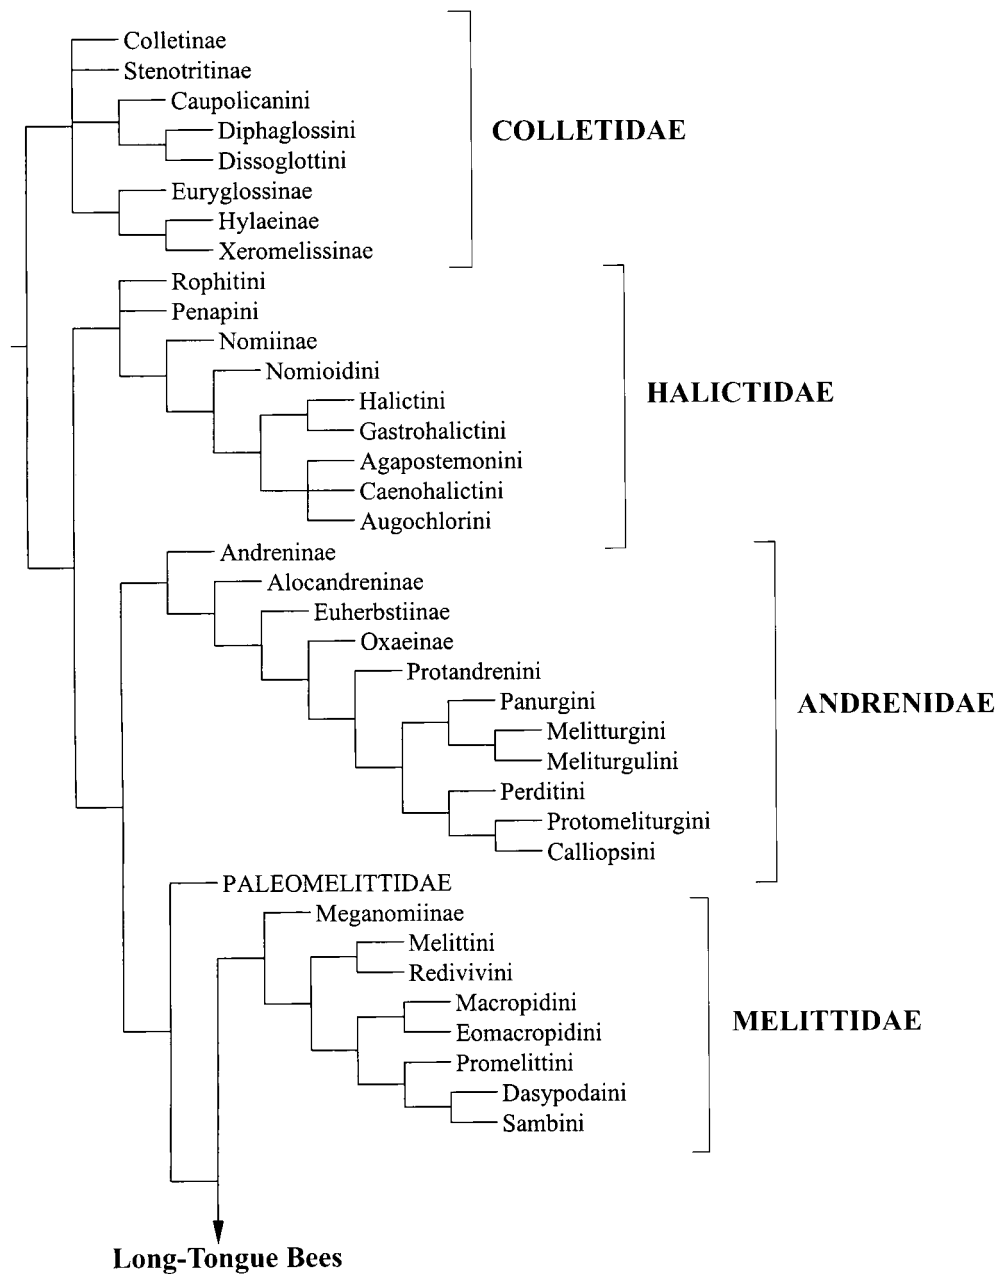 Colletinae
Stenotritinae
Caupolicanini
Diphaglossini
COLLETIDAE
Dissoglottini
Euryglossinae
Hylaeinae
Xeromelissinae
Rophitini
Penapini
Nomiinae
Nomioidini
HALICTIDAE
Halictini
Gastrohalictini
Agapostemonini
Caenohalictini
Augochlorini
Andreninae
Alocandreninae
Euherbstiinae
Oxaeinae
Protandrenini
Panurgini
ANDRENIDAE
Melitturgini
Meliturgulini
Perditini
Protomeliturgini
Calliopsini
PALEOMELITTIDAE
Meganomiinae
Melittini
Redivivini
Macropidini
MELITTIDAE
Eomacropidini
Promelittini
Dasypodaini
Sambini
Long-Tongue Bees